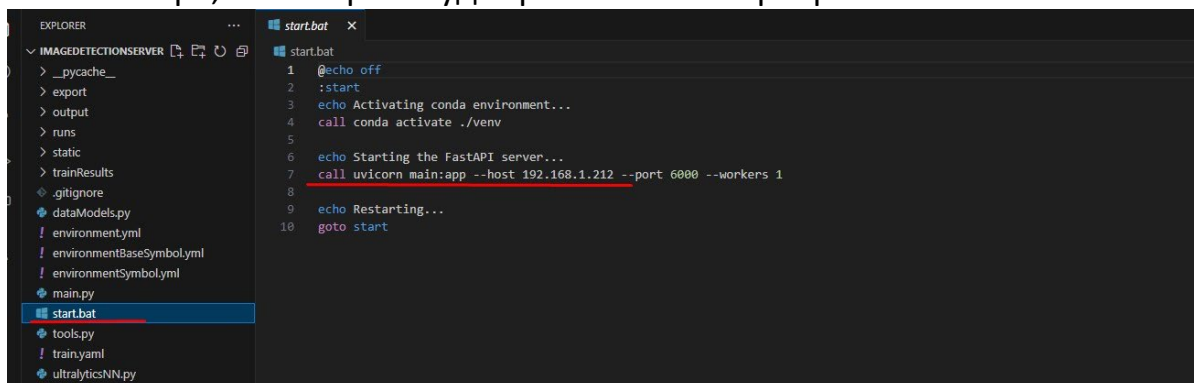 EXPLORER
IMAGEDETECTIONSERVER
__pycache__
export
output
runs
static
trainResults
.gitignore
dataModels.py
environment.yml
environmentBaseSymbol.yml
environmentSymbol.yml
main.py
start.bat
tools.py
train.yaml
ultralyticsNN.py
start.bat
start.bat
1 @echo off
2 :start
3 echo Activating conda environment...
4 call conda activate ./venv
5
6 echo Starting the FastAPI server...
7 call uvicorn main:app --host 192.168.1.212 --port 6000 --workers 1
8
9 echo Restarting...
10 goto start